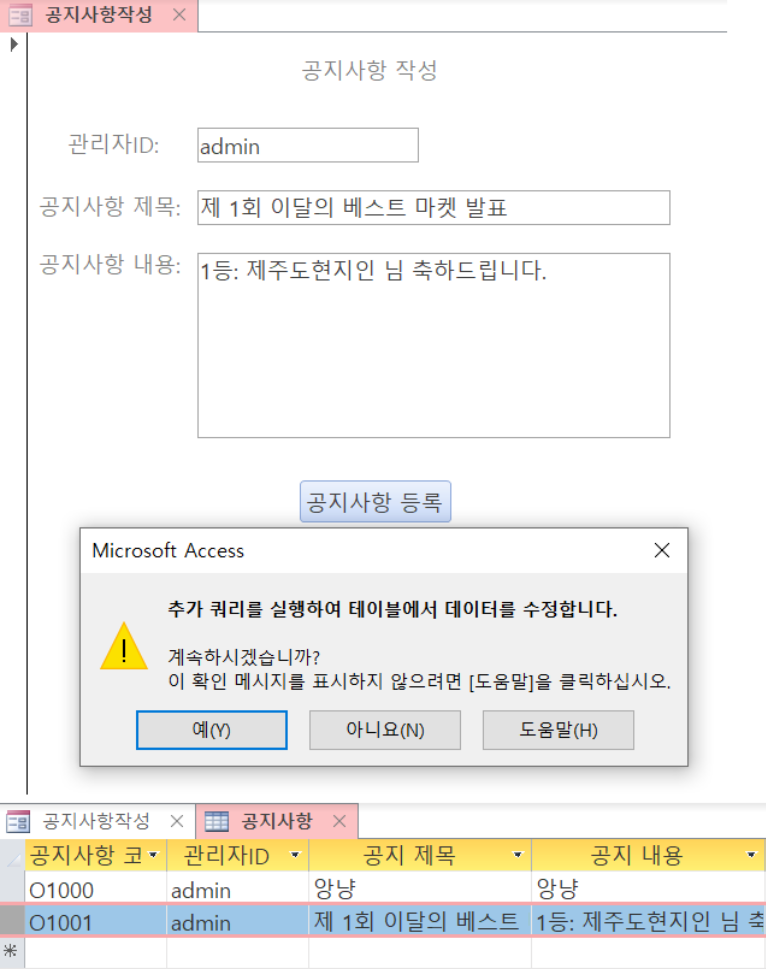 공지사항작성
공지사항 작성
관리자ID: admin
공지사항 제목: 제 1회 이달의 베스트 마켓 발표
공지사항 내용: 1등: 제주도현지인 님 축하드립니다.
공지사항 등록
Microsoft Access
추가 쿼리를 실행하여 테이블에서 데이터를 수정합니다.
계속하시겠습니까?
이 확인 메시지를 표시하지 않으려면 [도움말]을 클릭하십시오.
예(Y) 아니요(N) 도움말(H)
공지사항작성 공지사항
공지사항 코 관리자ID 공지 제목 공지 내용
O1000 admin 앙냥 앙냥
O1001 admin 제 1회 이달의 베스트 1등: 제주도현지인 님 축